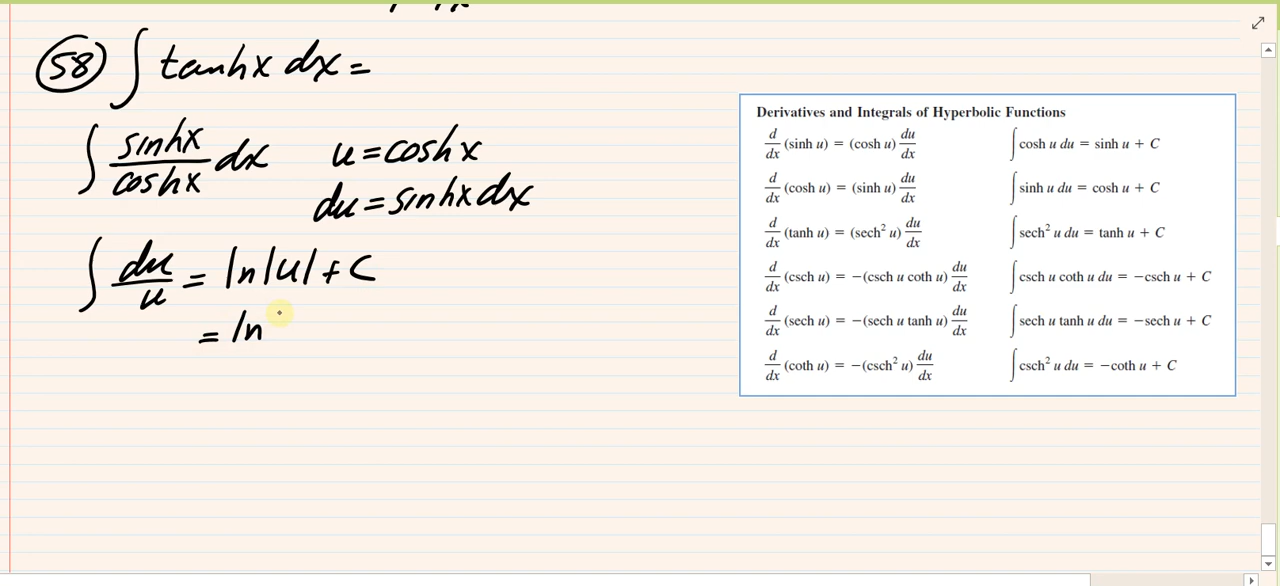 58 ∫ tanhx dx =
∫ sinhx/coshx dx u = coshx
du = sinhx dx
∫ du/u = ln|u| + C
= ln
Derivatives and Integrals of Hyperbolic Functions
d/dx (sinh u) = (cosh u) du/dx ∫ cosh u du = sinh u + C
d/dx (cosh u) = (sinh u) du/dx ∫ sinh u du = cosh u + C
d/dx (tanh u) = (sech² u) du/dx ∫ sech² u du = tanh u + C
d/dx (csch u) = −(csch u coth u) du/dx ∫ csch u coth u du = −csch u + C
d/dx (sech u) = −(sech u tanh u) du/dx ∫ sech u tanh u du = −sech u + C
d/dx (coth u) = −(csch² u) du/dx ∫ csch² u du = −coth u + C